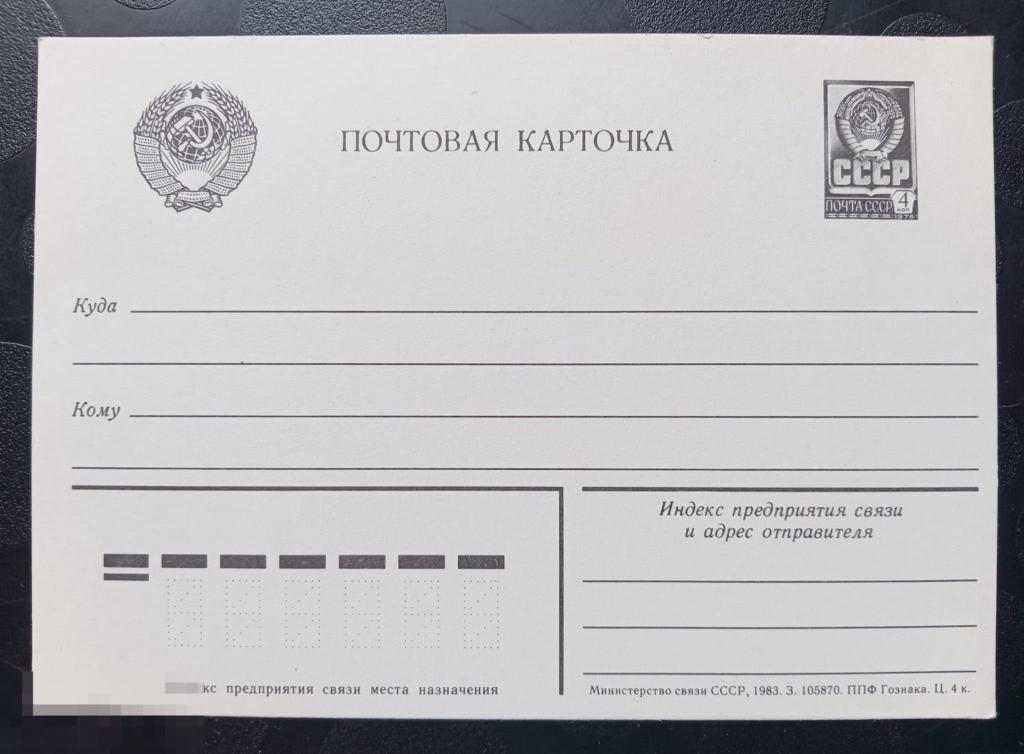 ПОЧТОВАЯ КАРТОЧКА
СССР
ПОЧТА СССР 4
КОП
1976
Куда
Кому
Индекс предприятия связи
и адрес отправителя
предприятия связи места назначения
Министерство связи СССР, 1983. З. 105870. ППФ Гознака. Ц. 4 к.